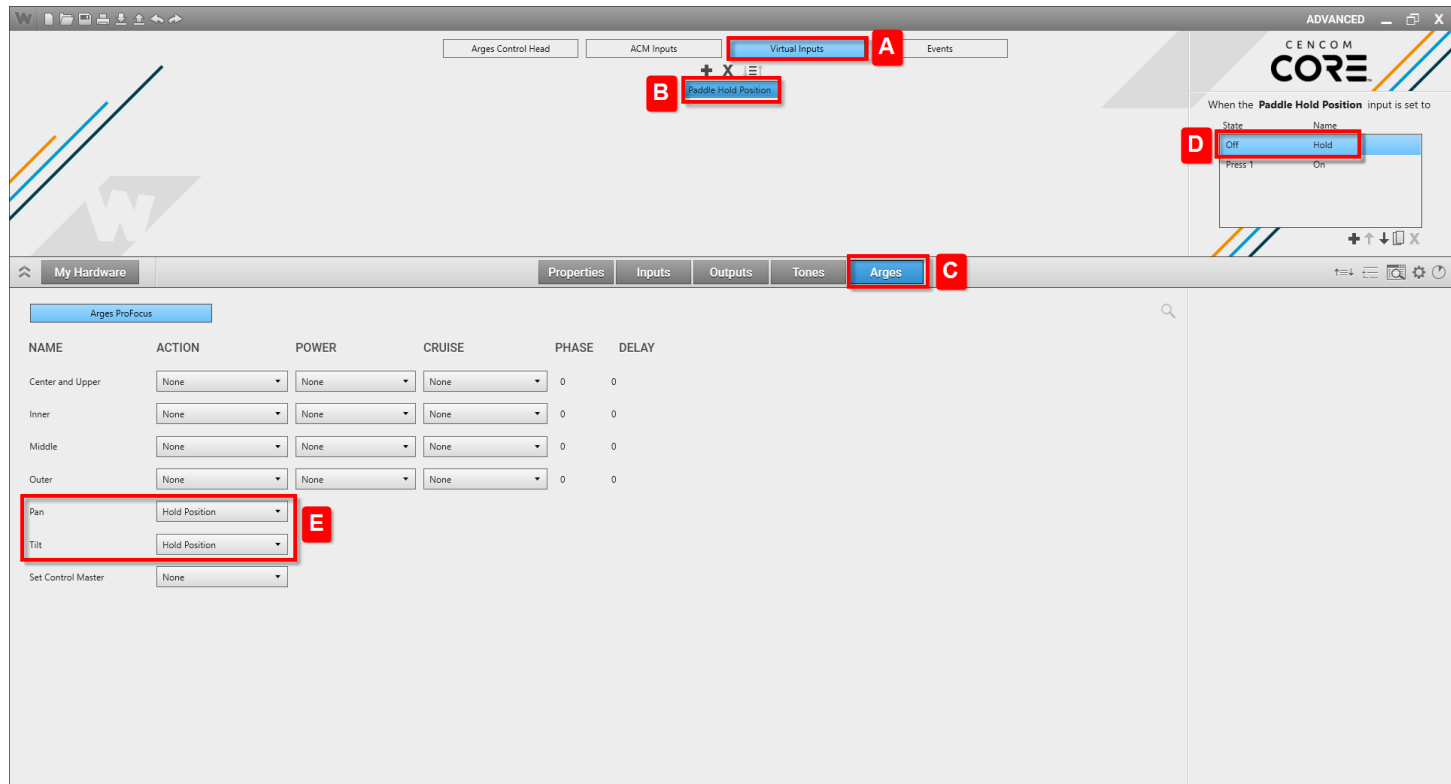 W ADVANCED X
Arges Control Head ACM Inputs Virtual Inputs A Events
CENCOM
CORE
B Paddle Hold Position
When the Paddle Hold Position input is set to
State Name
D Off Hold
Press 1 On
W
My Hardware Properties Inputs Outputs Tones Arges C
Arges ProFocus
NAME ACTION POWER CRUISE PHASE DELAY
Center and Upper None None None 0 0
Inner None None None 0 0
Middle None None None 0 0
Outer None None None 0 0
Pan Hold Position E
Tilt Hold Position
Set Control Master None